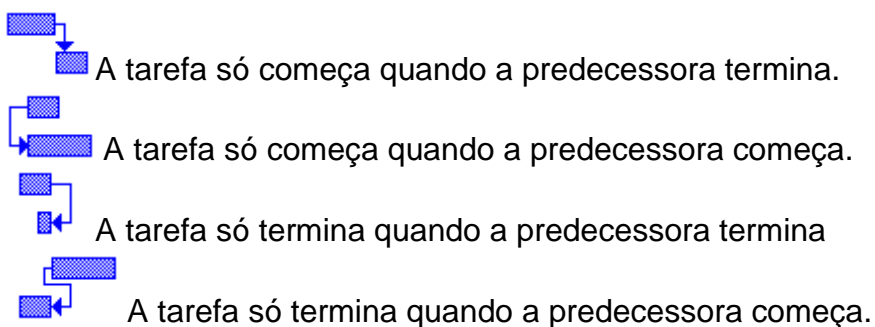 A tarefa só começa quando a predecessora termina.
A tarefa só começa quando a predecessora começa.
A tarefa só termina quando a predecessora termina
A tarefa só termina quando a predecessora começa.